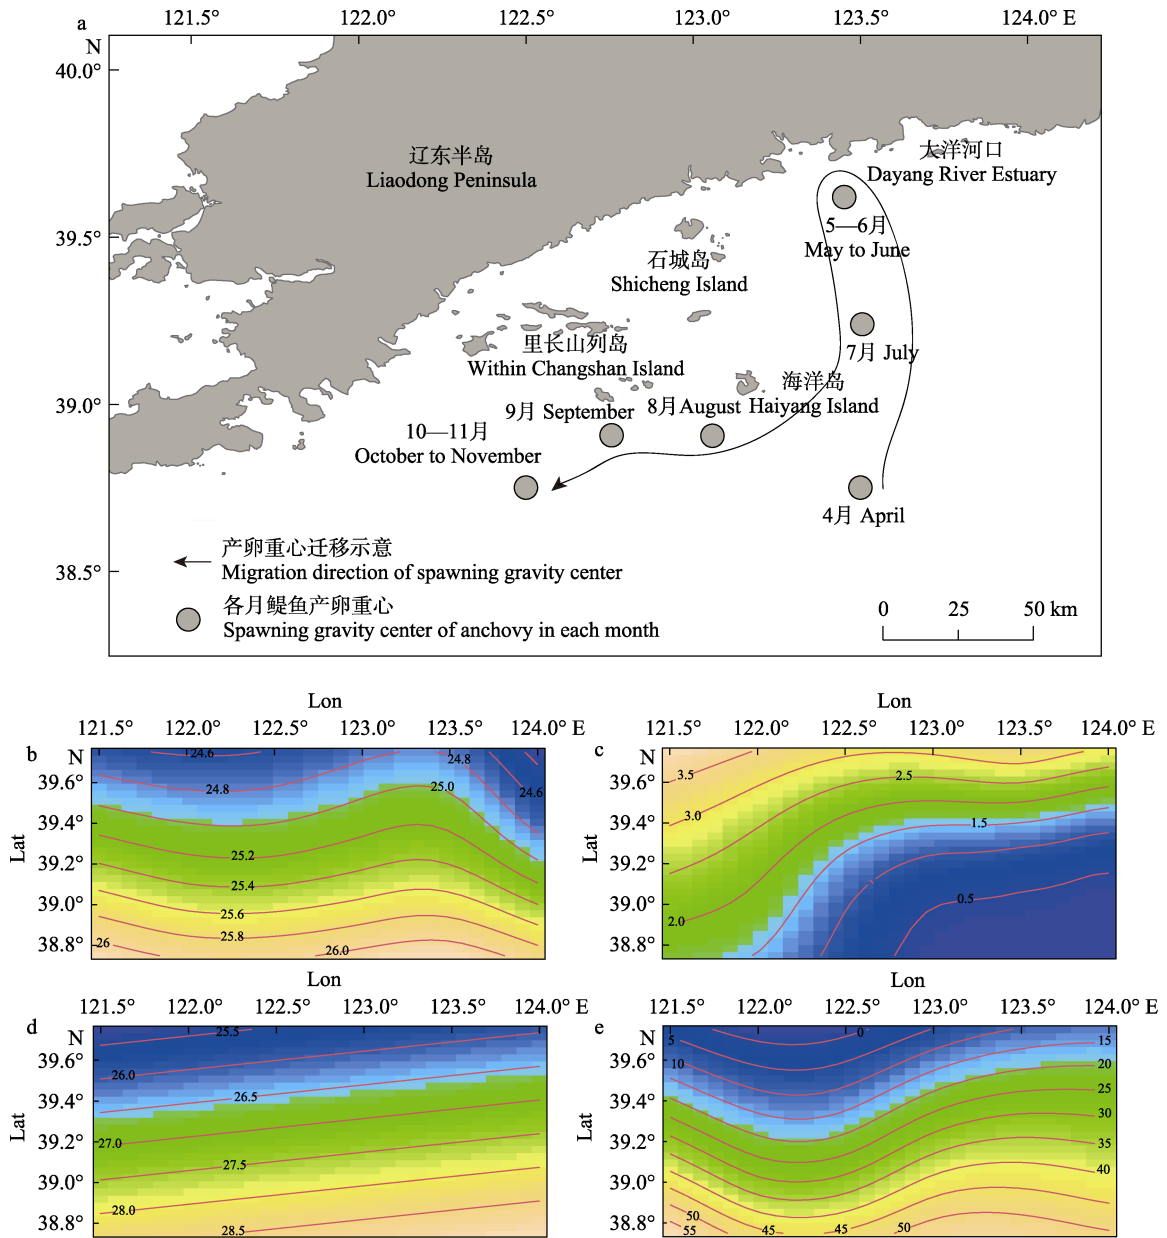 a
121.5° 122.0° 122.5° 123.0° 123.5° 124.0° E
N
40.0°
39.5°
39.0°
38.5°
辽东半岛
Liaodong Peninsula
大洋河口
Dayang River Estuary
5—6月
May to June
石城岛
Shicheng Island
7月 July
里长山列岛
Within Changshan Island
海洋岛
Haiyang Island
8月August
9月 September
10—11月
October to November
4月 April
产卵重心迁移示意
Migration direction of spawning gravity center
各月鳀鱼产卵重心
Spawning gravity center of anchovy in each month
0 25 50 km
Lon
121.5° 122.0° 122.5° 123.0° 123.5° 124.0° E
b
N
39.6°
39.4°
39.2°
39.0°
38.8°
Lat
24.6
24.8
24.8
25.0
24.6
25.2
25.4
25.6
25.8
26
26.0
Lon
121.5° 122.0° 122.5° 123.0° 123.5° 124.0° E
c
N
39.6°
39.4°
39.2°
39.0°
38.8°
Lat
3.5
2.5
3.0
1.5
0.5
2.0
Lon
121.5° 122.0° 122.5° 123.0° 123.5° 124.0° E
d
N
39.6°
39.4°
39.2°
39.0°
38.8°
Lat
25.5
26.0
26.5
27.0
27.5
28.0
28.5
Lon
121.5° 122.0° 122.5° 123.0° 123.5° 124.0° E
e
N
39.6°
39.4°
39.2°
39.0°
38.8°
Lat
0
5
15
10
20
25
30
35
40
50
55
45
45
50